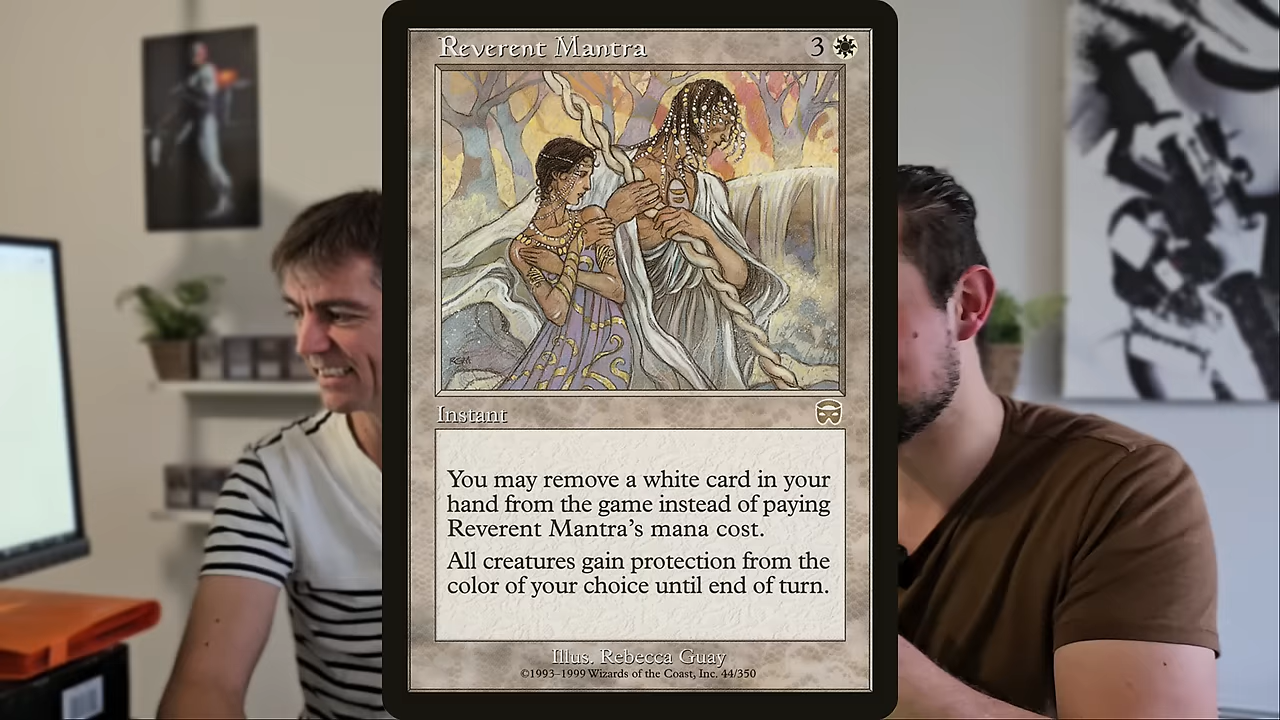 Reverent Mantra 3
RGM
Instant
You may remove a white card in your
hand from the game instead of paying
Reverent Mantra's mana cost.
All creatures gain protection from the
color of your choice until end of turn.
Illus. Rebecca Guay
©1993–1999 Wizards of the Coast, Inc. 44/350